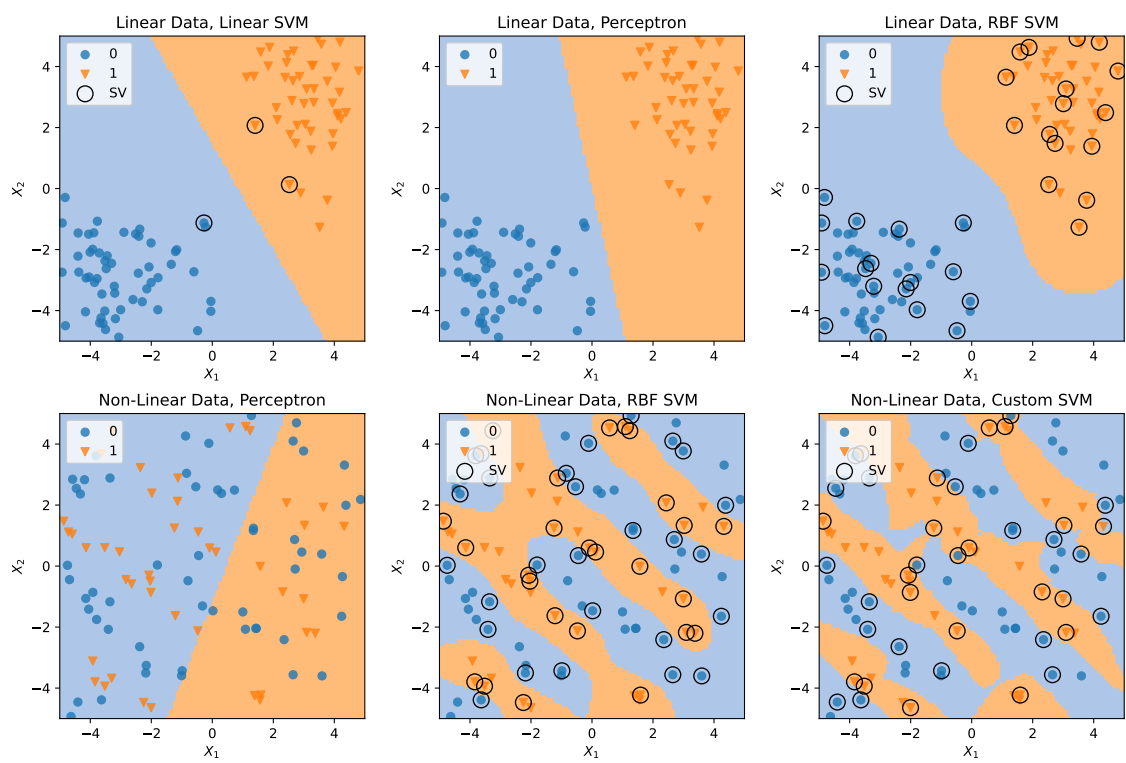 Linear Data, Linear SVM
0
1
SV
4
2
0
−2
−4
X₂
−4 −2 0 2 4
X₁
Linear Data, Perceptron
0
1
4
2
0
−2
−4
X₂
−4 −2 0 2 4
X₁
Linear Data, RBF SVM
0
1
SV
4
2
0
−2
−4
X₂
−4 −2 0 2 4
X₁
Non-Linear Data, Perceptron
0
1
4
2
0
−2
−4
X₂
−4 −2 0 2 4
X₁
Non-Linear Data, RBF SVM
0
1
SV
4
2
0
−2
−4
X₂
−4 −2 0 2 4
X₁
Non-Linear Data, Custom SVM
0
1
SV
4
2
0
−2
−4
X₂
−4 −2 0 2 4
X₁